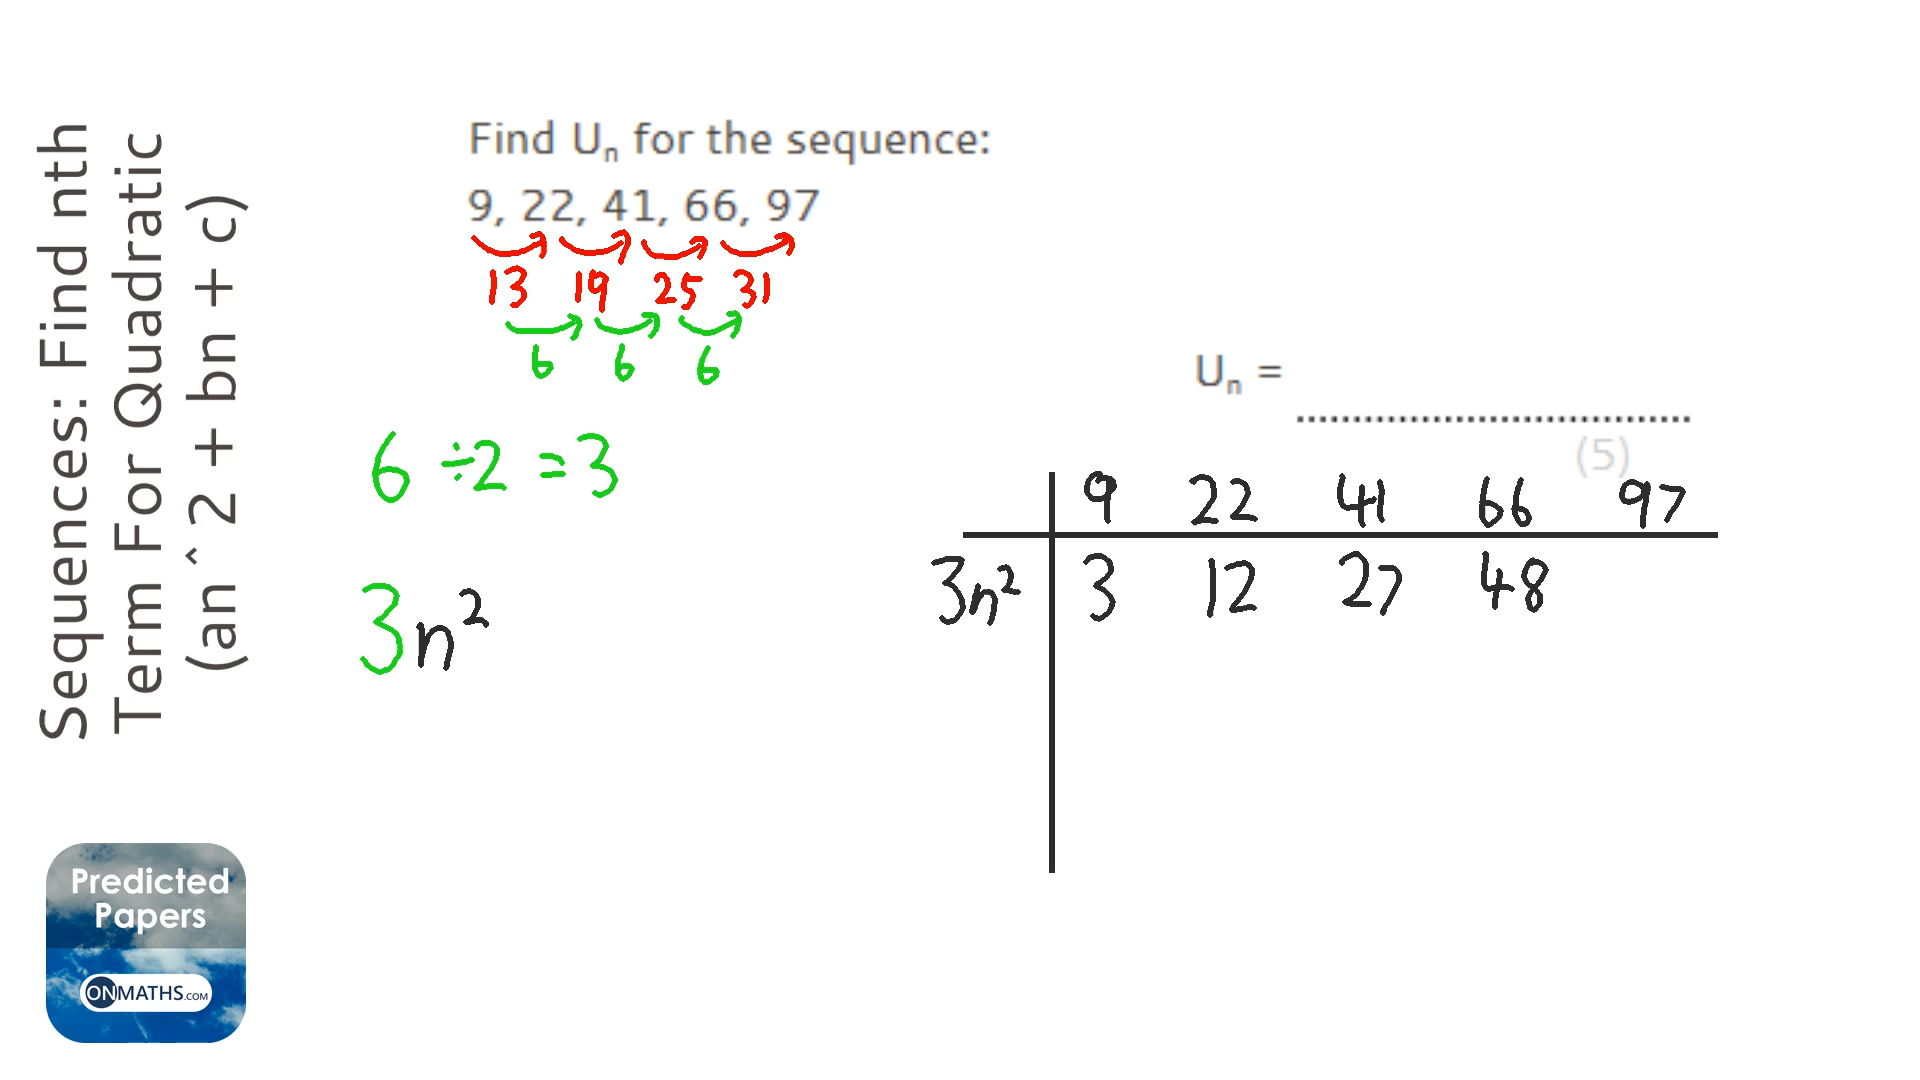 Sequences: Find nth
Term For Quadratic
(an^2 + bn + c)
Find Uₙ for the sequence:
9, 22, 41, 66, 97
13 19 25 31
6 6 6
6 ÷2 = 3
3n²
Uₙ = ....................................
(5)
9 22 41 66 97
3n² 3 12 27 48
Predicted
Papers
ONMATHS.COM